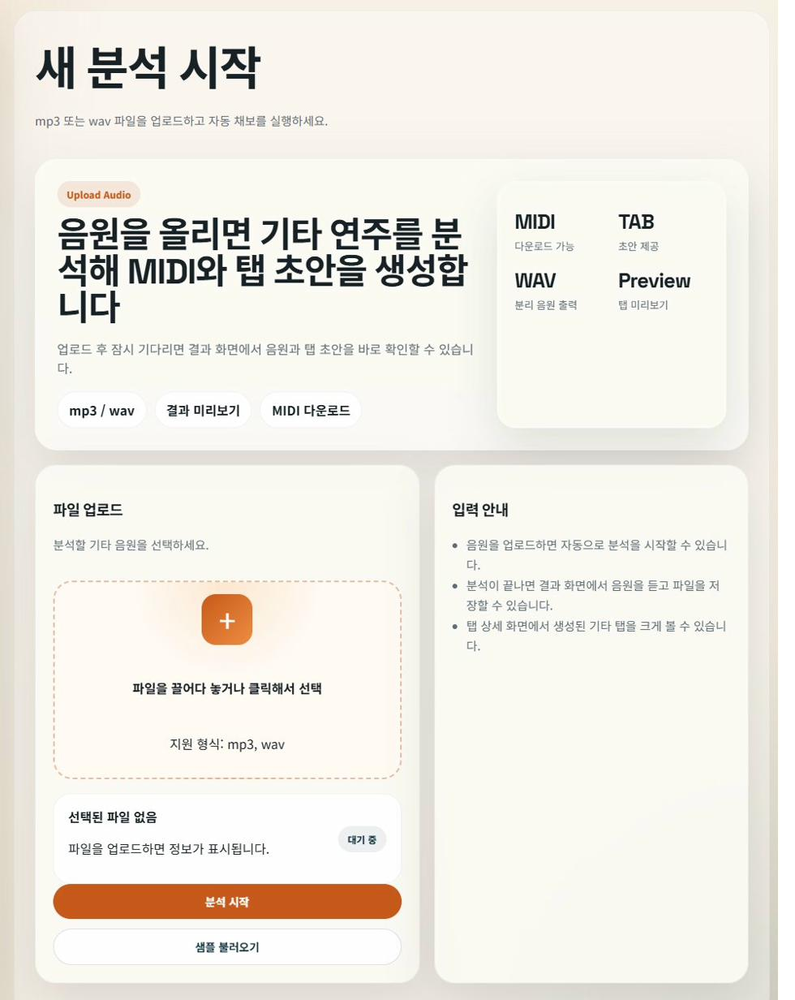 새 분석 시작
mp3 또는 wav 파일을 업로드하고 자동 채보를 실행하세요.
Upload Audio
음원을 올리면 기타 연주를 분
석해 MIDI와 탭 초안을 생성합
니다
업로드 후 잠시 기다리면 결과 화면에서 음원과 탭 초안을 바로 확인할 수 있습니
다.
mp3 / wav
결과 미리보기
MIDI 다운로드
MIDI
다운로드 가능
TAB
초안 제공
WAV
분리 음원 출력
Preview
탭 미리보기
파일 업로드
분석할 기타 음원을 선택하세요.
+
파일을 끌어다 놓거나 클릭해서 선택
지원 형식: mp3, wav
선택된 파일 없음
파일을 업로드하면 정보가 표시됩니다.
대기 중
분석 시작
샘플 불러오기
입력 안내
음원을 업로드하면 자동으로 분석을 시작할 수 있습니
다.
분석이 끝나면 결과 화면에서 음원을 듣고 파일을 저
장할 수 있습니다.
탭 상세 화면에서 생성된 기타 탭을 크게 볼 수 있습니
다.